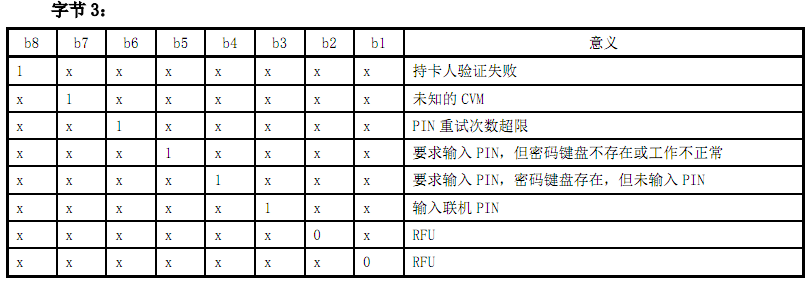 字节 3：
b8 b7 b6 b5 b4 b3 b2 b1 意义
1 x x x x x x x 持卡人验证失败
x 1 x x x x x x 未知的 CVM
x x 1 x x x x x PIN 重试次数超限
x x x 1 x x x x 要求输入 PIN，但密码键盘不存在或工作不正常
x x x x 1 x x x 要求输入 PIN，密码键盘存在，但未输入 PIN
x x x x x 1 x x 输入联机 PIN
x x x x x x 0 x RFU
x x x x x x x 0 RFU